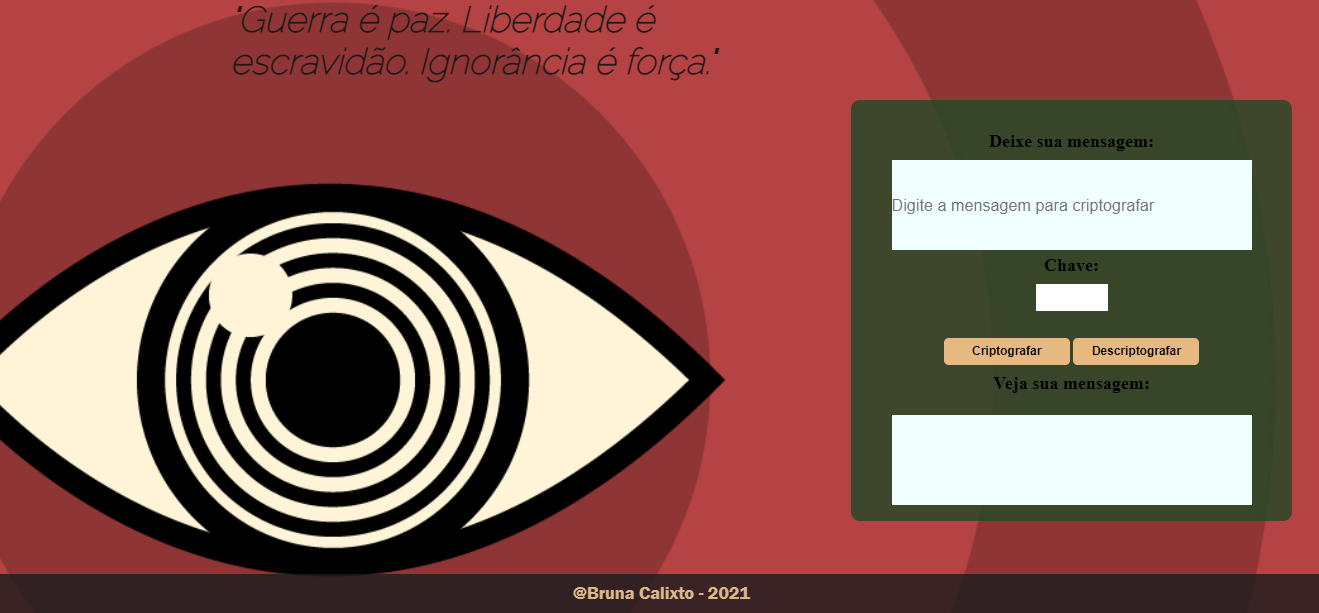 "Guerra é paz. Liberdade é
escravidão. Ignorância é força."
Deixe sua mensagem:
Digite a mensagem para criptografar
Chave:
Criptografar Descriptografar
Veja sua mensagem:
@Bruna Calixto - 2021